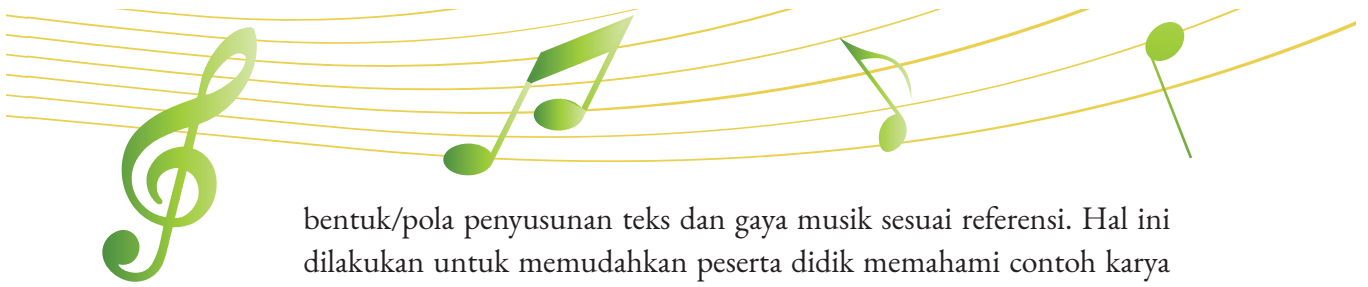 bentuk/pola penyusunan teks dan gaya musik sesuai referensi. Hal ini
dilakukan untuk memudahkan peserta didik memahami contoh karya